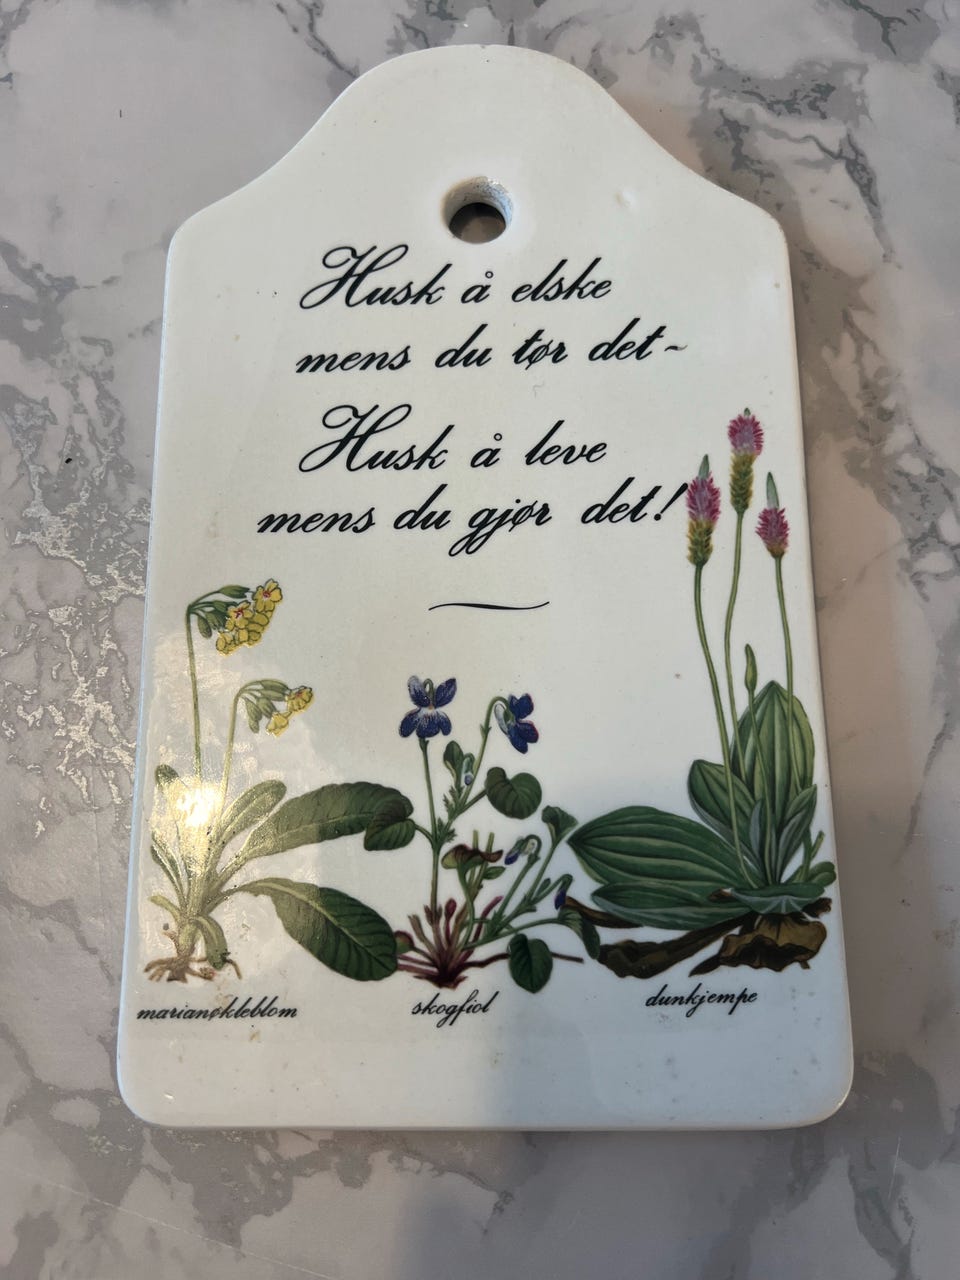 Husk å elske
mens du tør det~
Husk å leve
mens du gjør det!
marianøkleblom
skogfiol
dunkjempe